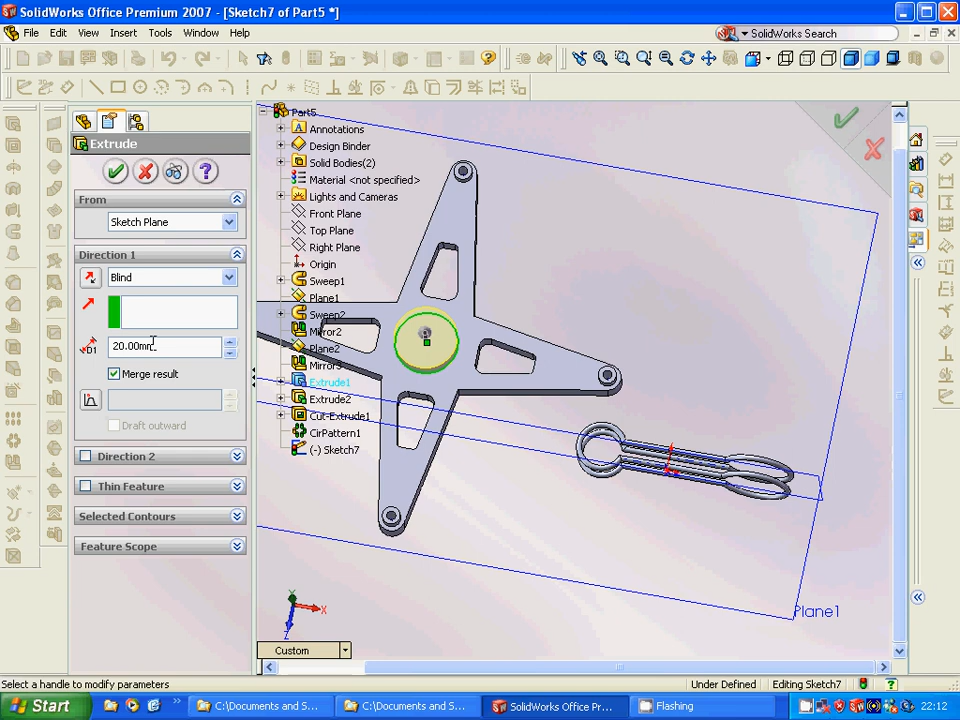 SolidWorks Office Premium 2007 - [Sketch7 of Part5 *]
File Edit View Insert Tools Window Help
SolidWorks Search
Extrude
From
Sketch Plane
Direction 1
Blind
D1
20.00mm
Merge result
Draft outward
Direction 2
Thin Feature
Selected Contours
Feature Scope
Part5
Annotations
Design Binder
Solid Bodies(2)
Material <not specified>
Lights and Cameras
Front Plane
Top Plane
Right Plane
Origin
Sweep1
Plane1
Sweep2
Mirror2
Plane2
Mirror3
Extrude1
Extrude2
Cut-Extrude1
CirPattern1
(-) Sketch7
Plane1
Y
X
Z
Custom
Select a handle to modify parameters
Under Defined
Editing Sketch7
Start
C:\Documents and S...
C:\Documents and S...
SolidWorks Office Pr...
Flashing
22:12